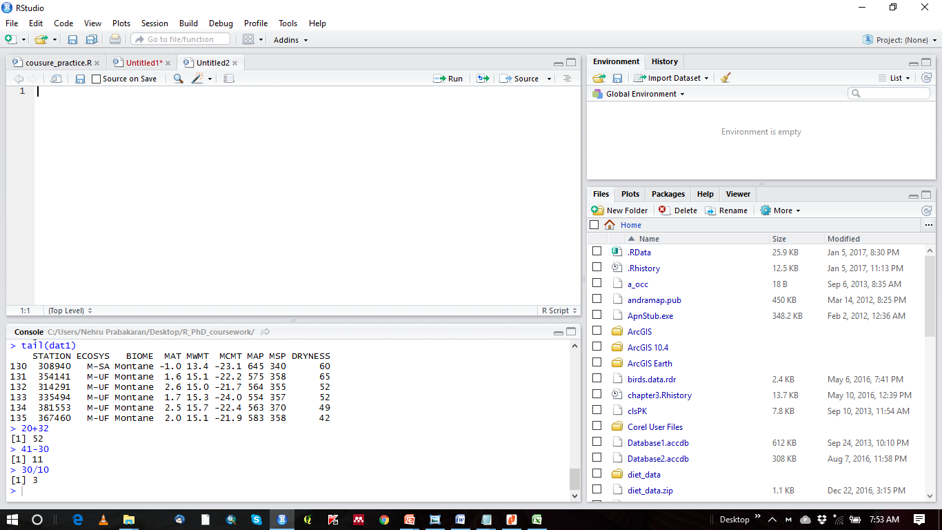 RStudio
File Edit Code View Plots Session Build Debug Profile Tools Help
Go to file/function Addins Project: (None)
cousure_practice.R × Untitled1* × Untitled2 ×
Source on Save Run Source
1
1:1 (Top Level) R Script
Console C:/Users/Nehru Prabakaran/Desktop/R_PhD_coursework/
> tail(dat1)
STATION ECOSYS BIOME MAT MWMT MCMT MAP MSP DRYNESS
130 308940 M-SA Montane -1.0 13.4 -23.1 645 340 60
131 354141 M-UF Montane 1.6 15.1 -22.2 575 358 65
132 314291 M-UF Montane 2.6 15.0 -21.7 564 355 52
133 335494 M-UF Montane 1.7 15.3 -24.0 554 357 52
134 381553 M-UF Montane 2.5 15.7 -22.4 563 370 49
135 367460 M-UF Montane 2.0 15.1 -21.9 583 358 42
> 20+32
[1] 52
> 41-30
[1] 11
> 30/10
[1] 3
>
Environment History
Import Dataset List
Global Environment
Environment is empty
Files Plots Packages Help Viewer
New Folder Delete Rename More
Home
Name Size Modified
.RData 25.9 KB Jan 5, 2017, 8:30 PM
.Rhistory 12.5 KB Jan 5, 2017, 11:13 PM
a_occ 18 B Sep 6, 2013, 8:35 AM
andramap.pub 450 KB Mar 14, 2012, 8:25 PM
ApnStub.exe 348.2 KB Feb 2, 2012, 12:36 AM
ArcGIS
ArcGIS 10.4
ArcGIS Earth
birds.data.rdr 2.4 KB May 6, 2016, 7:41 PM
chapter3.Rhistory 13.7 KB May 10, 2016, 12:39 PM
clsPK 7.8 KB Sep 10, 2013, 11:54 AM
Corel User Files
Database1.accdb 612 KB Sep 24, 2013, 10:10 PM
Database2.accdb 308 KB Aug 7, 2016, 11:58 PM
diet_data
diet_data.zip 1.1 KB Dec 22, 2016, 3:15 PM
Desktop 7:53 AM